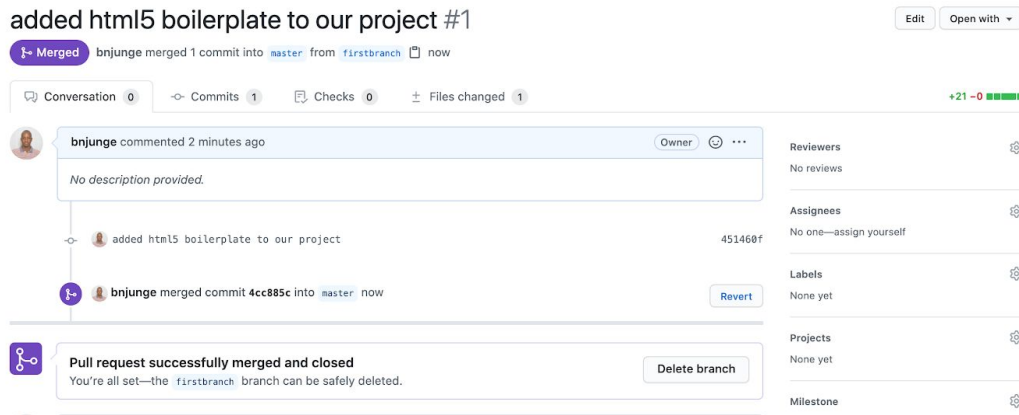 added html5 boilerplate to our project #1
Edit
Open with
Merged bnjunge merged 1 commit into master from firstbranch now
Conversation 0
Commits 1
Checks 0
Files changed 1
+21 −0
bnjunge commented 2 minutes ago
Owner
No description provided.
added html5 boilerplate to our project 451460f
bnjunge merged commit 4cc885c into master now
Revert
Pull request successfully merged and closed
You're all set—the firstbranch branch can be safely deleted.
Delete branch
Reviewers
No reviews
Assignees
No one—assign yourself
Labels
None yet
Projects
None yet
Milestone